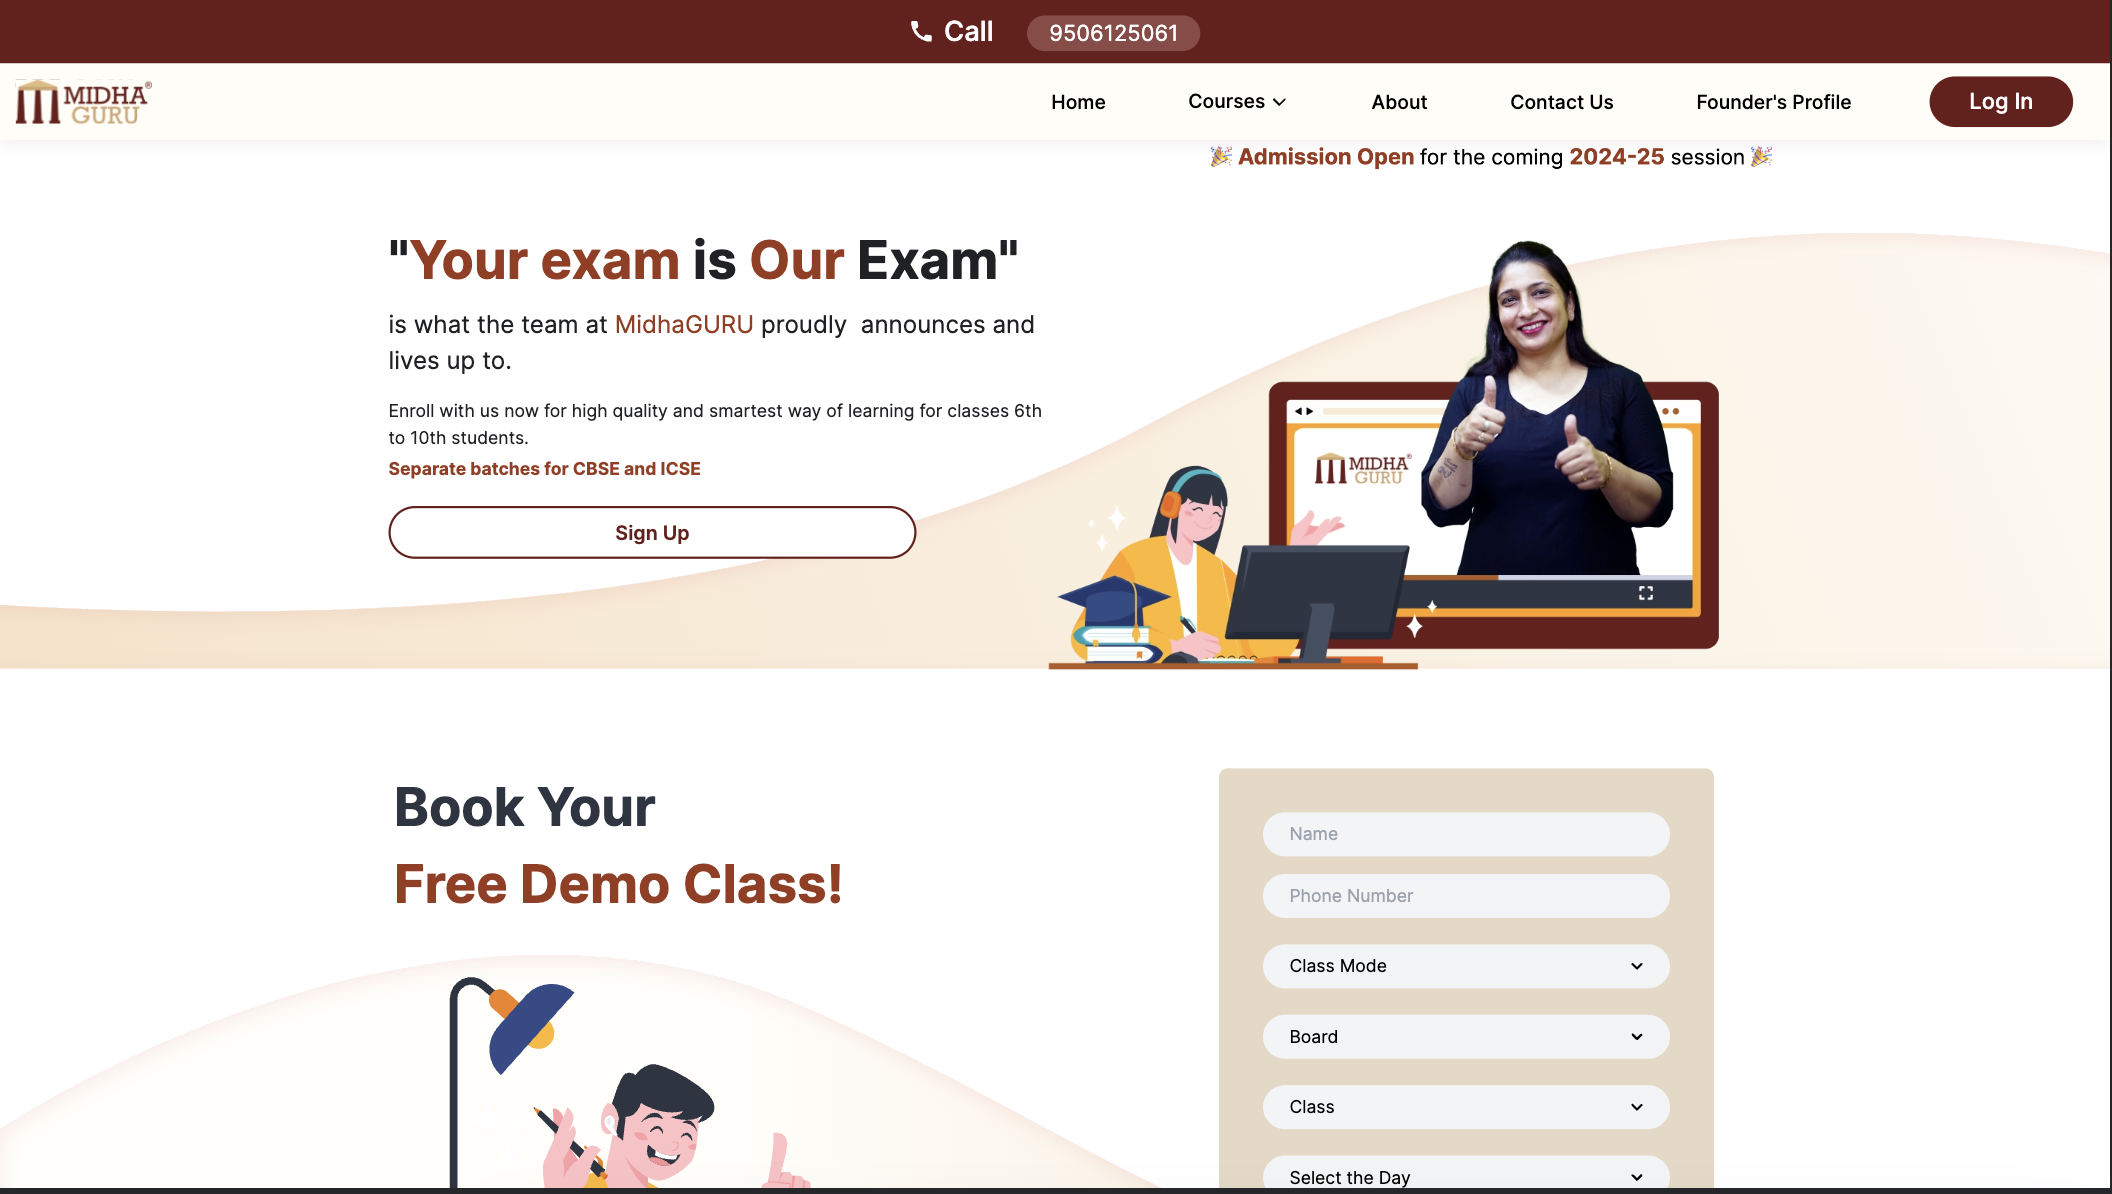 Call 9506125061
MIDHA
GURU
Home Courses About Contact Us Founder's Profile Log In
🎉 Admission Open for the coming 2024-25 session 🎉
"Your exam is Our Exam"
is what the team at MidhaGURU proudly announces and
lives up to.
Enroll with us now for high quality and smartest way of learning for classes 6th
to 10th students.
Separate batches for CBSE and ICSE
Sign Up
MIDHA
GURU
Book Your
Free Demo Class!
Name
Phone Number
Class Mode
Board
Class
Select the Day